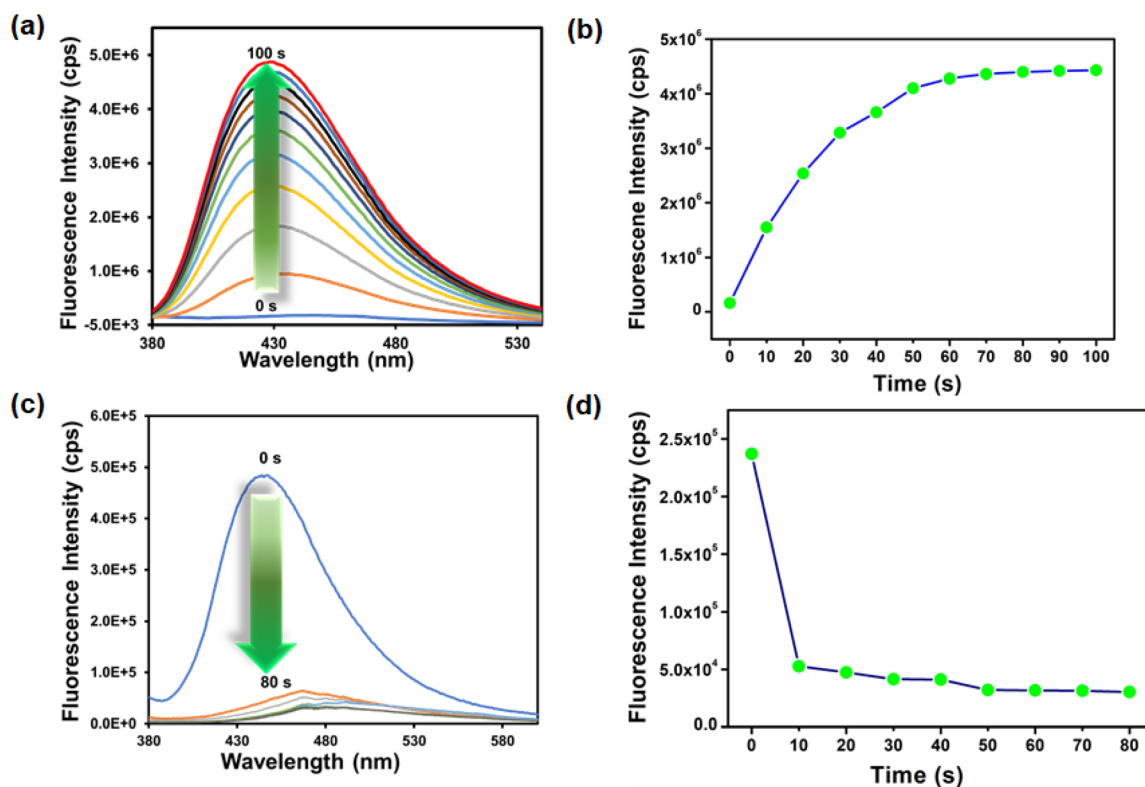 (a)
Fluorescence Intensity (cps)
5.0E+6
4.0E+6
3.0E+6
2.0E+6
1.0E+6
-5.0E+3
100 s
0 s
380 430 480 530
Wavelength (nm)
(b)
Fluorescene Intensity (cps)
5x10⁶
4x10⁶
3x10⁶
2x10⁶
1x10⁶
0
0 10 20 30 40 50 60 70 80 90 100
Time (s)
(c)
Fluorescence Intensity (cps)
6.0E+5
5.0E+5
4.0E+5
3.0E+5
2.0E+5
1.0E+5
0.0E+0
0 s
80 s
380 430 480 530
Wavelength (nm)
(d)
Fluorescence Intensity (cps)
2.5x10⁵
2.0x10⁵
1.5x10⁵
1.0x10⁵
5.0x10⁴
0.0
0 10 20 30 40 50 60 70 80
Time (s)